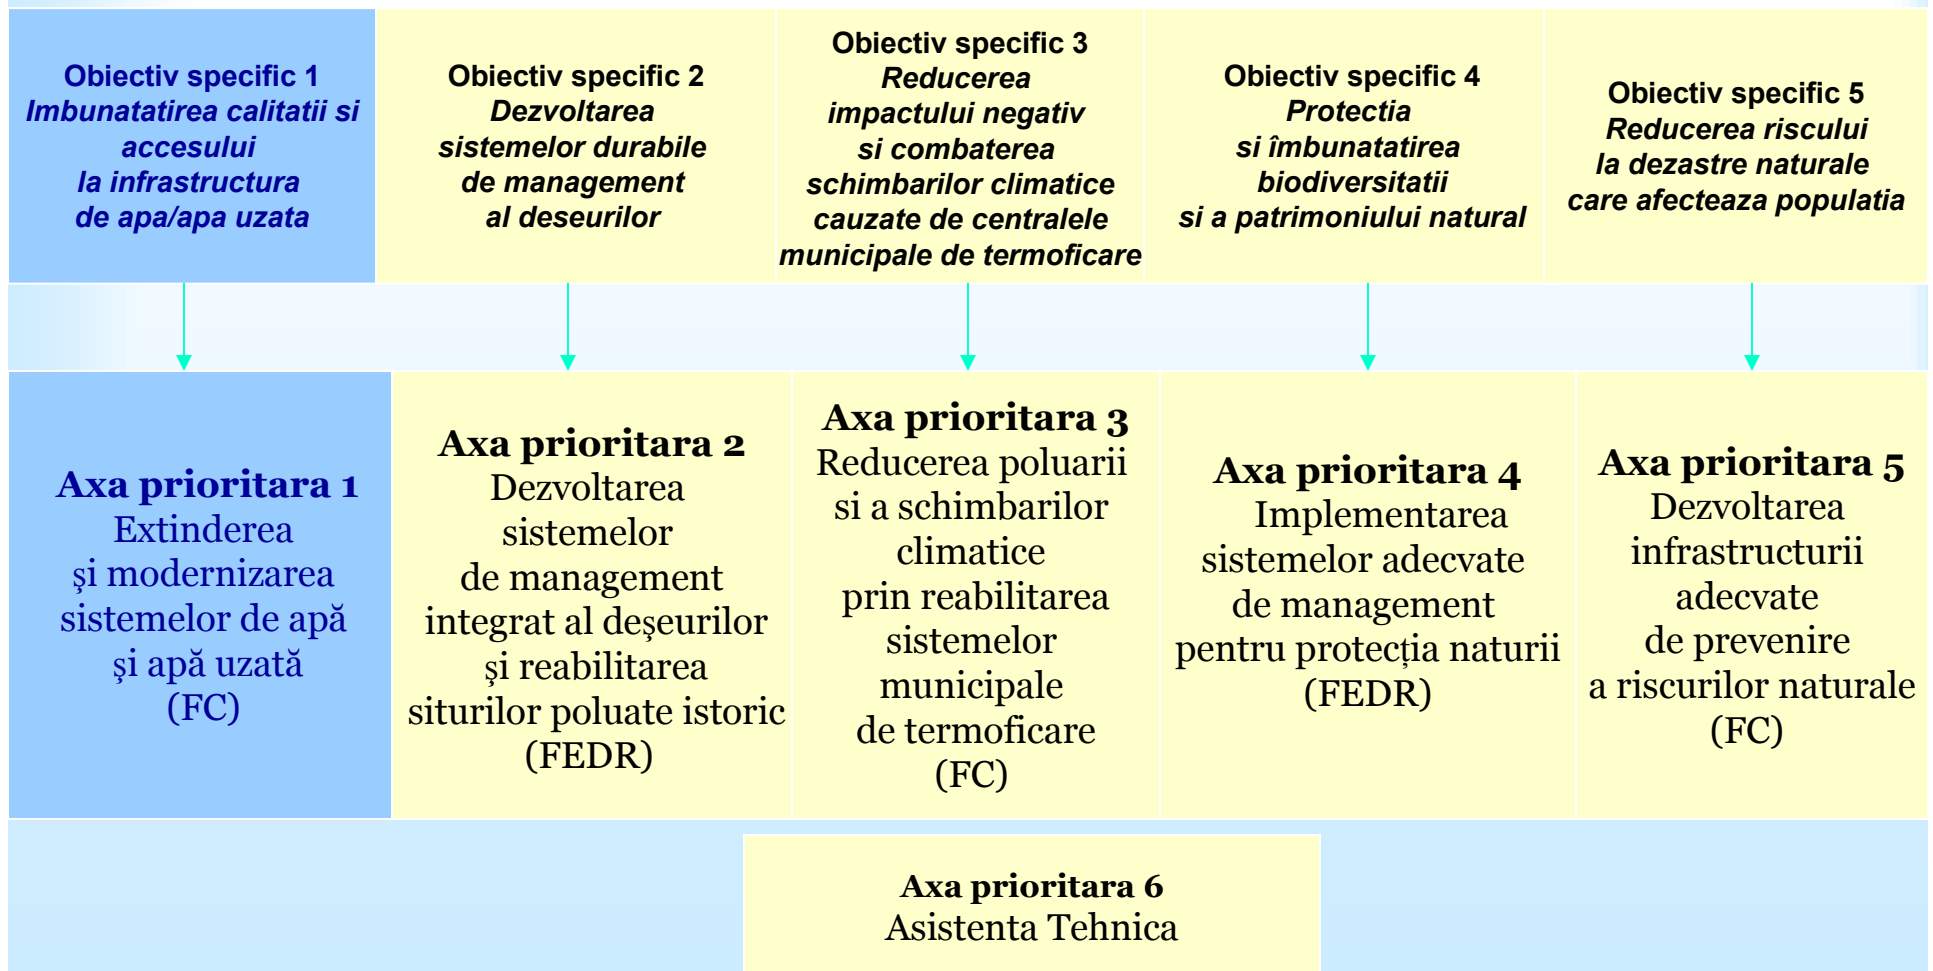 Obiectiv specific 1
Imbunatatirea calitatii si
accesului
la infrastructura
de apa/apa uzata
Obiectiv specific 2
Dezvoltarea
sistemelor durabile
de management
al deseurilor
Obiectiv specific 3
Reducerea
impactului negativ
si combaterea
schimbarilor climatice
cauzate de centralele
municipale de termoficare
Obiectiv specific 4
Protectia
si îmbunatatirea
biodiversitatii
si a patrimoniului natural
Obiectiv specific 5
Reducerea riscului
la dezastre naturale
care afecteaza populatia
Axa prioritara 1
Extinderea
şi modernizarea
sistemelor de apă
şi apă uzată
(FC)
Axa prioritara 2
Dezvoltarea
sistemelor
de management
integrat al deşeurilor
şi reabilitarea
siturilor poluate istoric
(FEDR)
Axa prioritara 3
Reducerea poluarii
si a schimbarilor
climatice
prin reabilitarea
sistemelor
municipale
de termoficare
(FC)
Axa prioritara 4
Implementarea
sistemelor adecvate
de management
pentru protecţia naturii
(FEDR)
Axa prioritara 5
Dezvoltarea
infrastructurii
adecvate
de prevenire
a riscurilor naturale
(FC)
Axa prioritara 6
Asistenta Tehnica